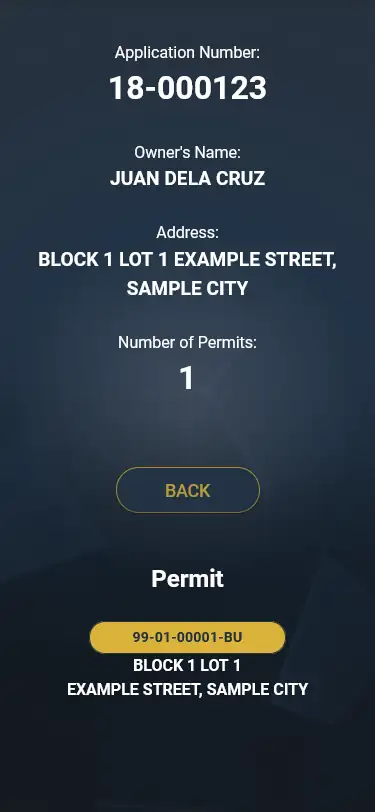 Application Number:
18-000123
Owner's Name:
JUAN DELA CRUZ
Address:
BLOCK 1 LOT 1 EXAMPLE STREET,
SAMPLE CITY
Number of Permits:
1
BACK
Permit
99-01-00001-BU
BLOCK 1 LOT 1
EXAMPLE STREET, SAMPLE CITY